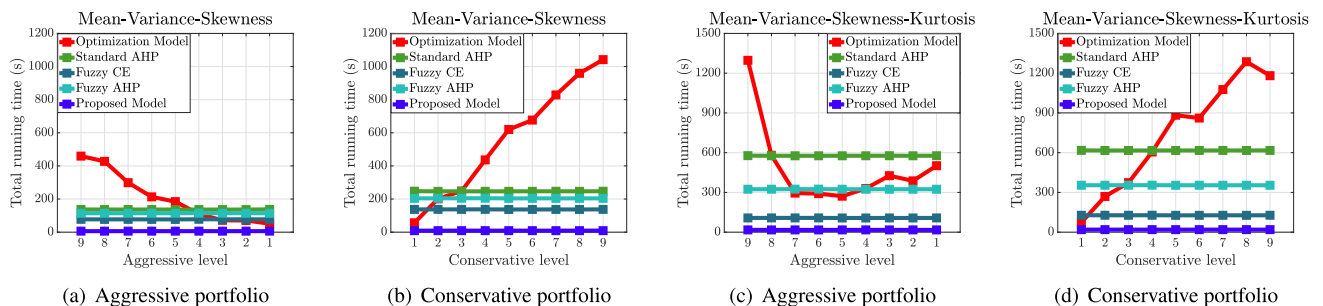 Mean-Variance-Skewness
Total running time (s)
1200
1000
800
600
400
200
0
Optimization Model
Standard AHP
Fuzzy CE
Fuzzy AHP
Proposed Model
9 8 7 6 5 4 3 2 1
Aggressive level
(a) Aggressive portfolio
Mean-Variance-Skewness
Total running time (s)
1200
1000
800
600
400
200
0
Optimization Model
Standard AHP
Fuzzy CE
Fuzzy AHP
Proposed Model
1 2 3 4 5 6 7 8 9
Conservative level
(b) Conservative portfolio
Mean-Variance-Skewness-Kurtosis
Total running time (s)
1500
1200
900
600
300
0
Optimization Model
Standard AHP
Fuzzy CE
Fuzzy AHP
Proposed Model
9 8 7 6 5 4 3 2 1
Aggressive level
(c) Aggressive portfolio
Mean-Variance-Skewness-Kurtosis
Total running time (s)
1500
1200
900
600
300
0
Optimization Model
Standard AHP
Fuzzy CE
Fuzzy AHP
Proposed Model
1 2 3 4 5 6 7 8 9
Conservative level
(d) Conservative portfolio